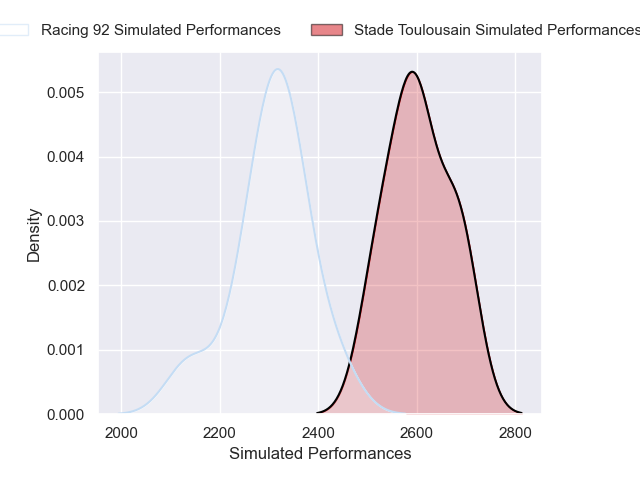 Racing 92 Simulated Performances Stade Toulousain Simulated Performances
0.005
0.004
0.003
0.002
0.001
0.000
Density
2000 2200 2400 2600 2800
Simulated Performances